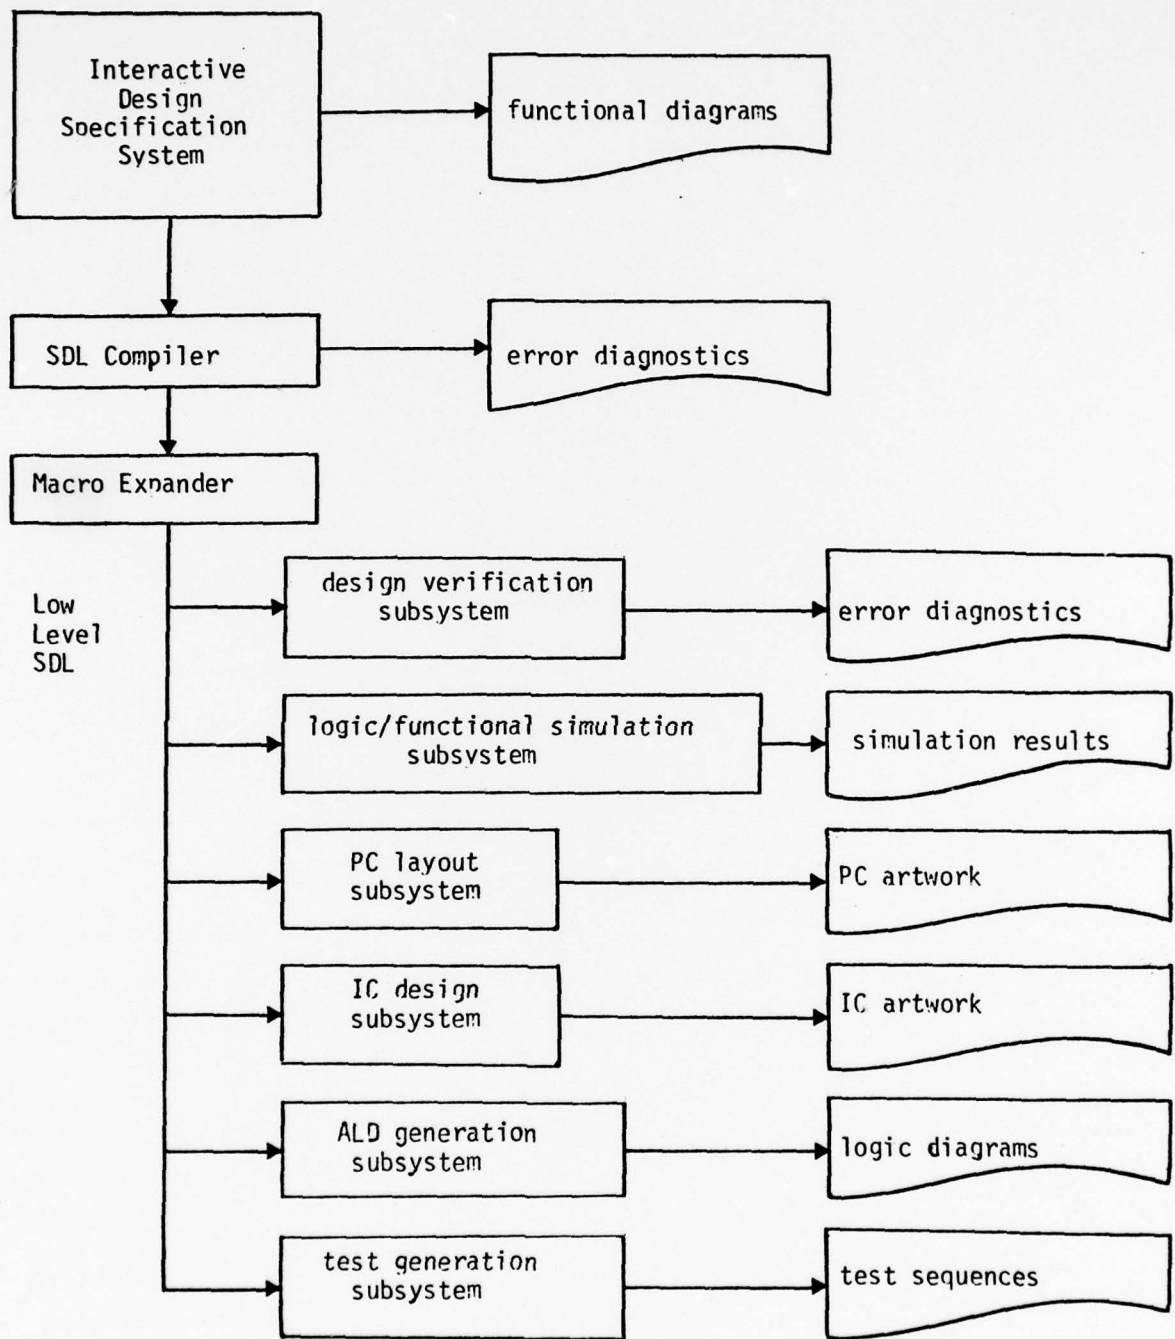 Interactive
Design
Specification
System
functional diagrams
SDL Compiler
error diagnostics
Macro Expander
Low
Level
SDL
design verification
subsystem
error diagnostics
logic/functional simulation
subsystem
simulation results
PC layout
subsystem
PC artwork
IC design
subsystem
IC artwork
ALD generation
subsystem
logic diagrams
test generation
subsystem
test sequences